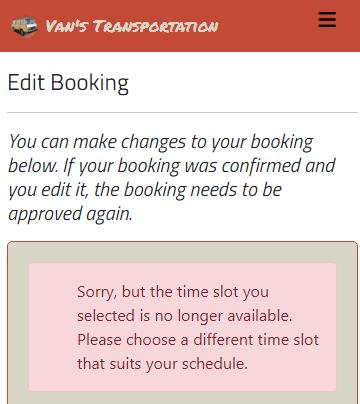 Van's Transportation
Edit Booking
You can make changes to your booking
below. If your booking was confirmed and
you edit it, the booking needs to be
approved again.
Sorry, but the time slot you
selected is no longer available.
Please choose a different time slot
that suits your schedule.